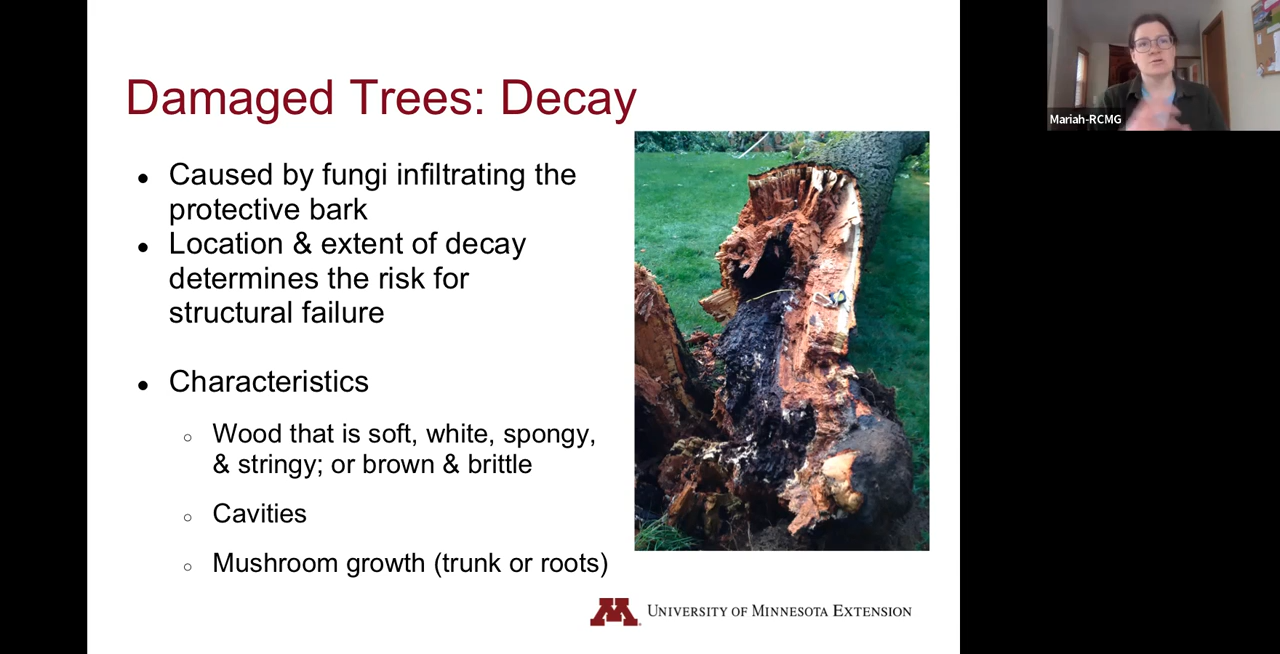 Damaged Trees: Decay
● Caused by fungi infiltrating the
protective bark
● Location & extent of decay
determines the risk for
structural failure
● Characteristics
○ Wood that is soft, white, spongy,
& stringy; or brown & brittle
○ Cavities
○ Mushroom growth (trunk or roots)
M UNIVERSITY OF MINNESOTA EXTENSION
Mariah-RCMG